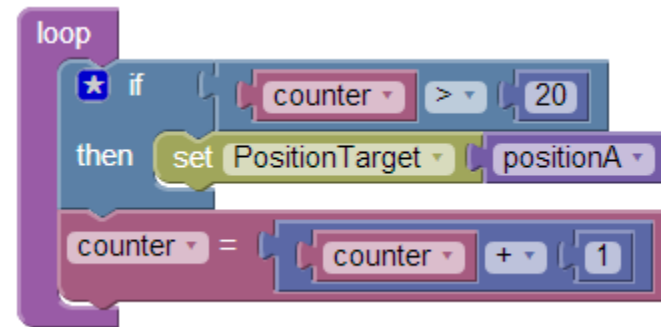 loop
if counter > 20
then set PositionTarget positionA
counter = counter + 1